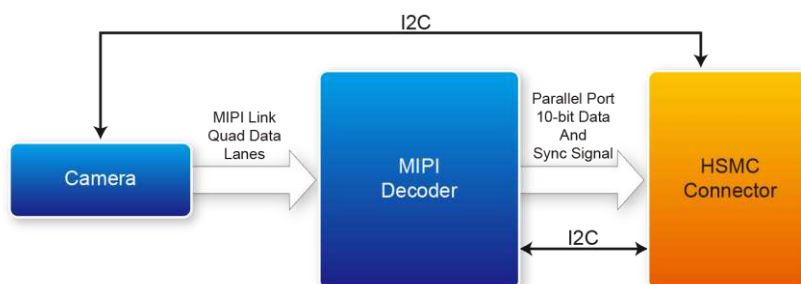 I2C
MIPI Link
Quad Data
Lanes
Parallel Port
10-bit Data
And
Sync Signal
Camera
MIPI
Decoder
HSMC
Connector
I2C